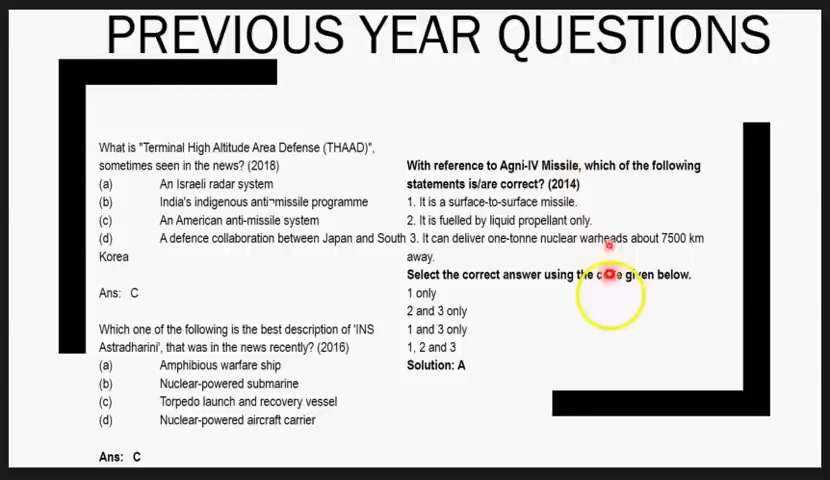 PREVIOUS YEAR QUESTIONS
What is "Terminal High Altitude Area Defense (THAAD)",
sometimes seen in the news? (2018)
(a) An Israeli radar system
(b) India's indigenous anti¬missile programme
(c) An American anti-missile system
(d) A defence collaboration between Japan and South
Korea
Ans: C
Which one of the following is the best description of 'INS
Astradharini', that was in the news recently? (2016)
(a) Amphibious warfare ship
(b) Nuclear-powered submarine
(c) Torpedo launch and recovery vessel
(d) Nuclear-powered aircraft carrier
Ans: C
With reference to Agni-IV Missile, which of the following
statements is/are correct? (2014)
1. It is a surface-to-surface missile.
2. It is fuelled by liquid propellant only.
3. It can deliver one-tonne nuclear warheads about 7500 km
away.
Select the correct answer using the code given below.
1 only
2 and 3 only
1 and 3 only
1, 2 and 3
Solution: A